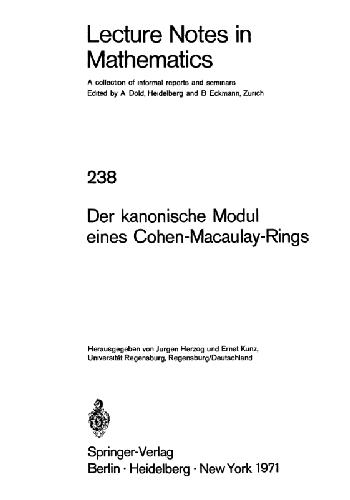 Lecture Notes in
Mathematics
A collection of informal reports and seminars
Edited by A Dold, Heidelberg and B Eckmann, Zurich
238
Der kanonische Modul
eines Cohen-Macaulay-Rings
Herausgegeben von Jurgen Herzog und Ernst Kunz,
Universität Regensburg, Regensburg/Deutschland
Springer-Verlag
Berlin · Heidelberg · New York 1971